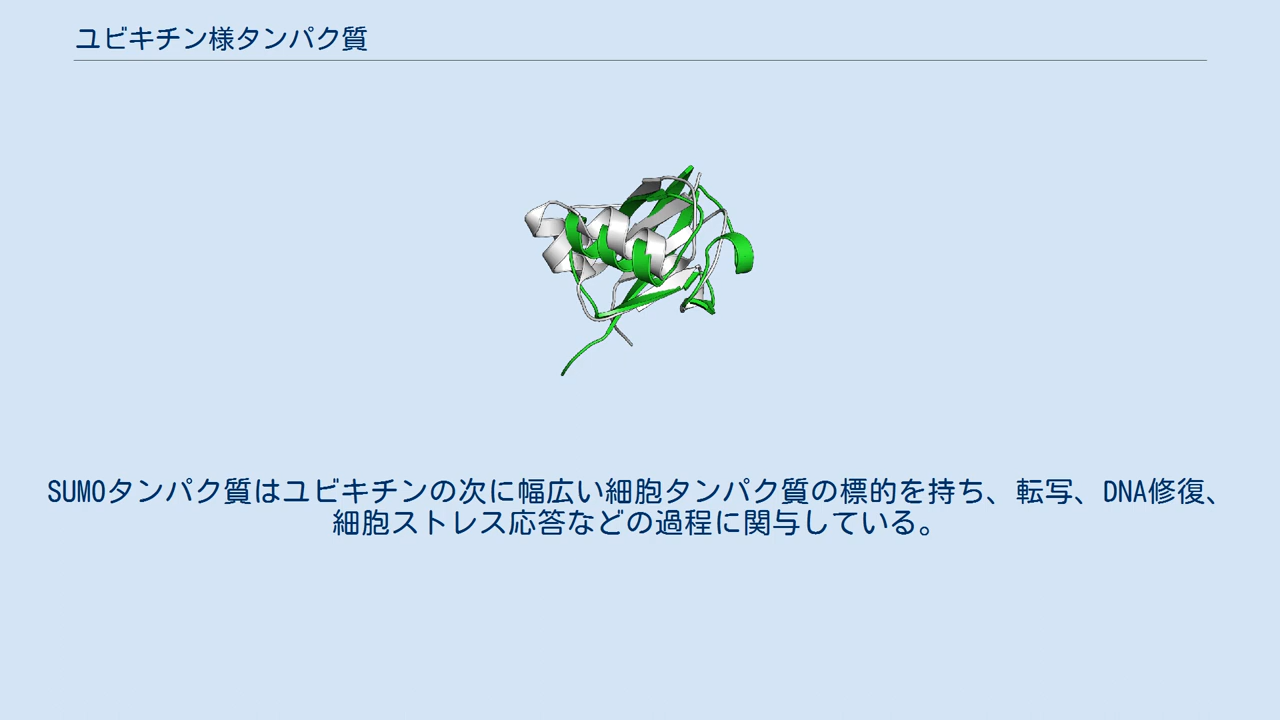 ユビキチン様タンパク質
SUMOタンパク質はユビキチンの次に幅広い細胞タンパク質の標的を持ち、転写、DNA修復、
細胞ストレス応答などの過程に関与している。